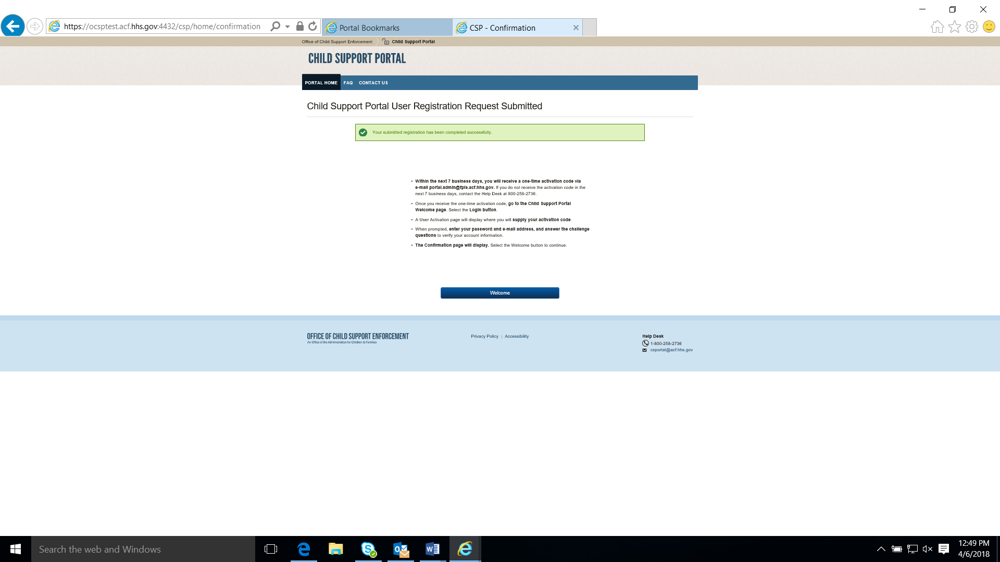 https://ocsptest.acf.hhs.gov:4432/csp/home/confirmation
Portal Bookmarks
CSP - Confirmation
Office of Child Support Enforcement
Child Support Portal
CHILD SUPPORT PORTAL
PORTAL HOME FAQ CONTACT US
Child Support Portal User Registration Request Submitted
Your submitted registration has been completed successfully.
• Within the next 7 business days, you will receive a one-time activation code via
e-mail portal.admin@fpls.acf.hhs.gov. If you do not receive the activation code in the
next 7 business days, contact the Help Desk at 800-258-2736.
• Once you receive the one-time activation code, go to the Child Support Portal
Welcome page. Select the Login button.
• A User Activation page will display where you will supply your activation code.
• When prompted, enter your password and e-mail address, and answer the challenge
questions to verify your account information.
• The Confirmation page will display. Select the Welcome button to continue.
Welcome
OFFICE OF CHILD SUPPORT ENFORCEMENT
An Office of the Administration for Children & Families
Privacy Policy | Accessibility
Help Desk
1-800-258-2736
csportal@acf.hhs.gov
Search the web and Windows
12:49 PM
4/6/2018